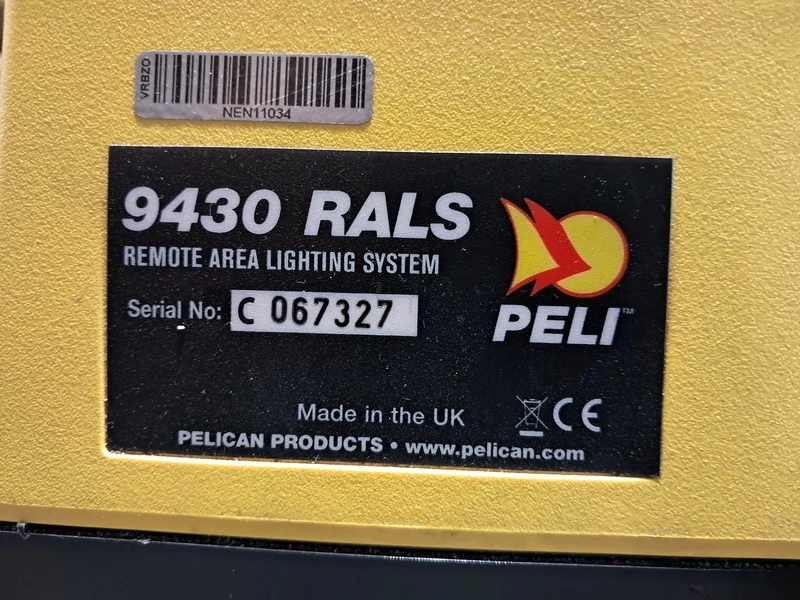 VRBZO
NEN11034
9430 RALS
REMOTE AREA LIGHTING SYSTEM
Serial No: C 067327
PELI™
Made in the UK CE
PELICAN PRODUCTS • www.pelican.com